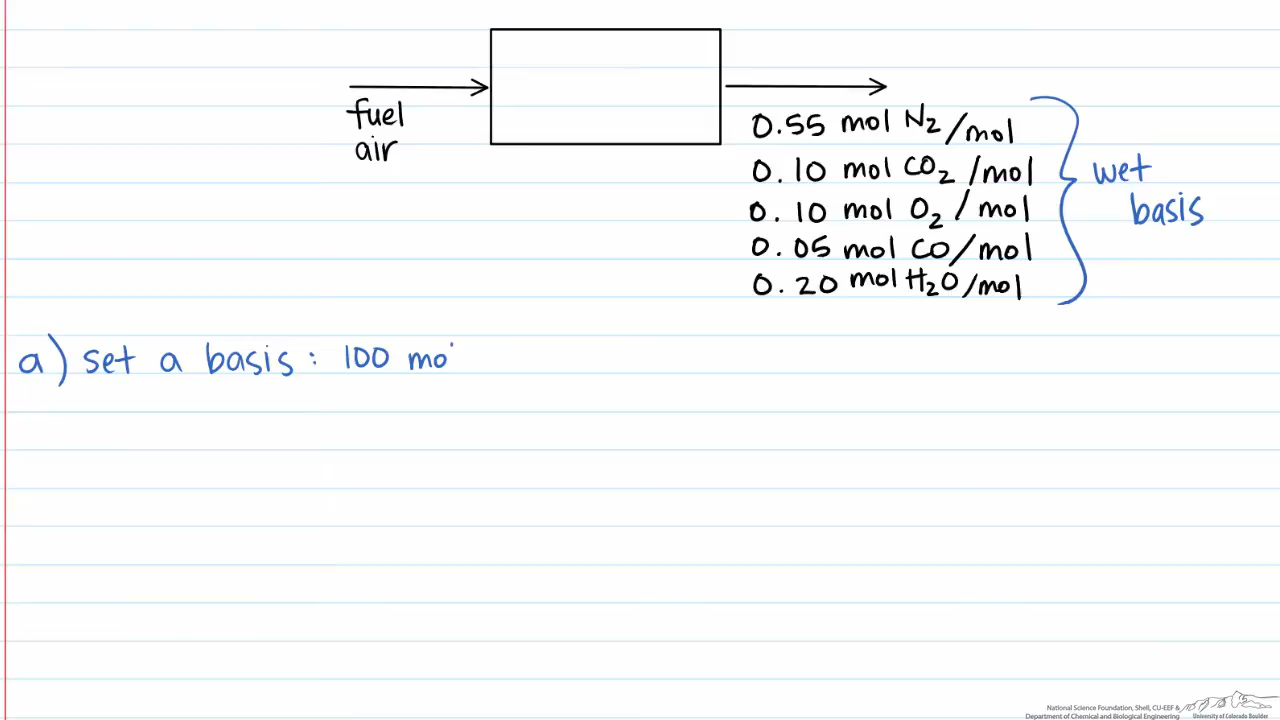 fuel
air
0.55 mol N₂/mol
0.10 mol CO₂/mol
0.10 mol O₂/mol
0.05 mol CO/mol
0.20 mol H₂O/mol
wet
basis
a) set a basis: 100 mo
National Science Foundation, Shell, CU-EEF &
Department of Chemical and Biological Engineering
University of Colorado Boulder